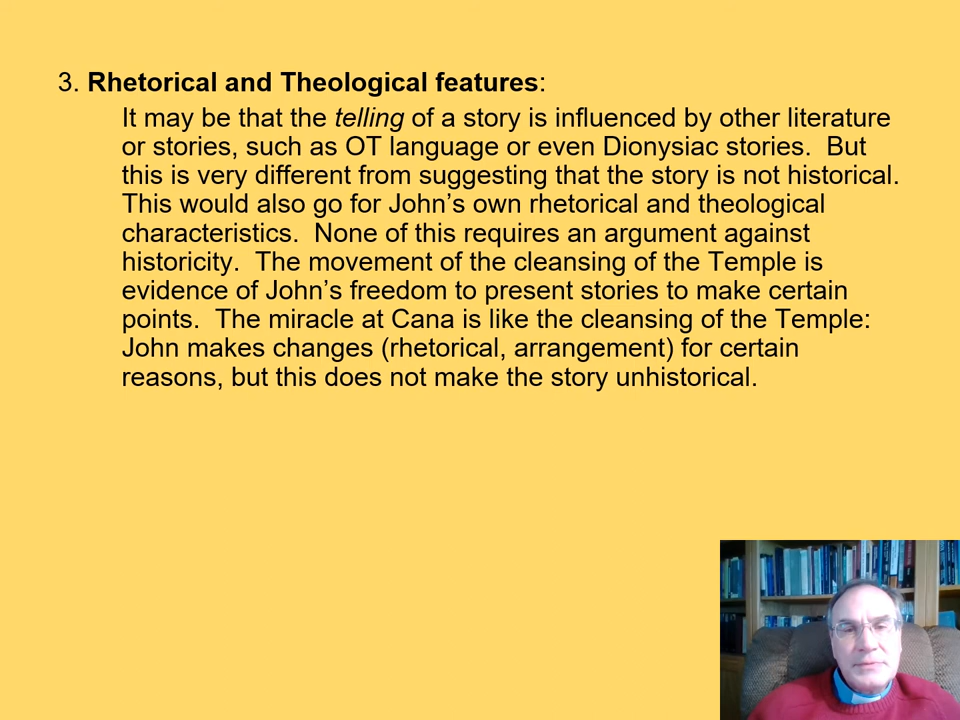 3. Rhetorical and Theological features:
It may be that the telling of a story is influenced by other literature
or stories, such as OT language or even Dionysiac stories.  But
this is very different from suggesting that the story is not historical.
This would also go for John’s own rhetorical and theological
characteristics.  None of this requires an argument against
historicity.  The movement of the cleansing of the Temple is
evidence of John’s freedom to present stories to make certain
points.  The miracle at Cana is like the cleansing of the Temple:
John makes changes (rhetorical, arrangement) for certain
reasons, but this does not make the story unhistorical.